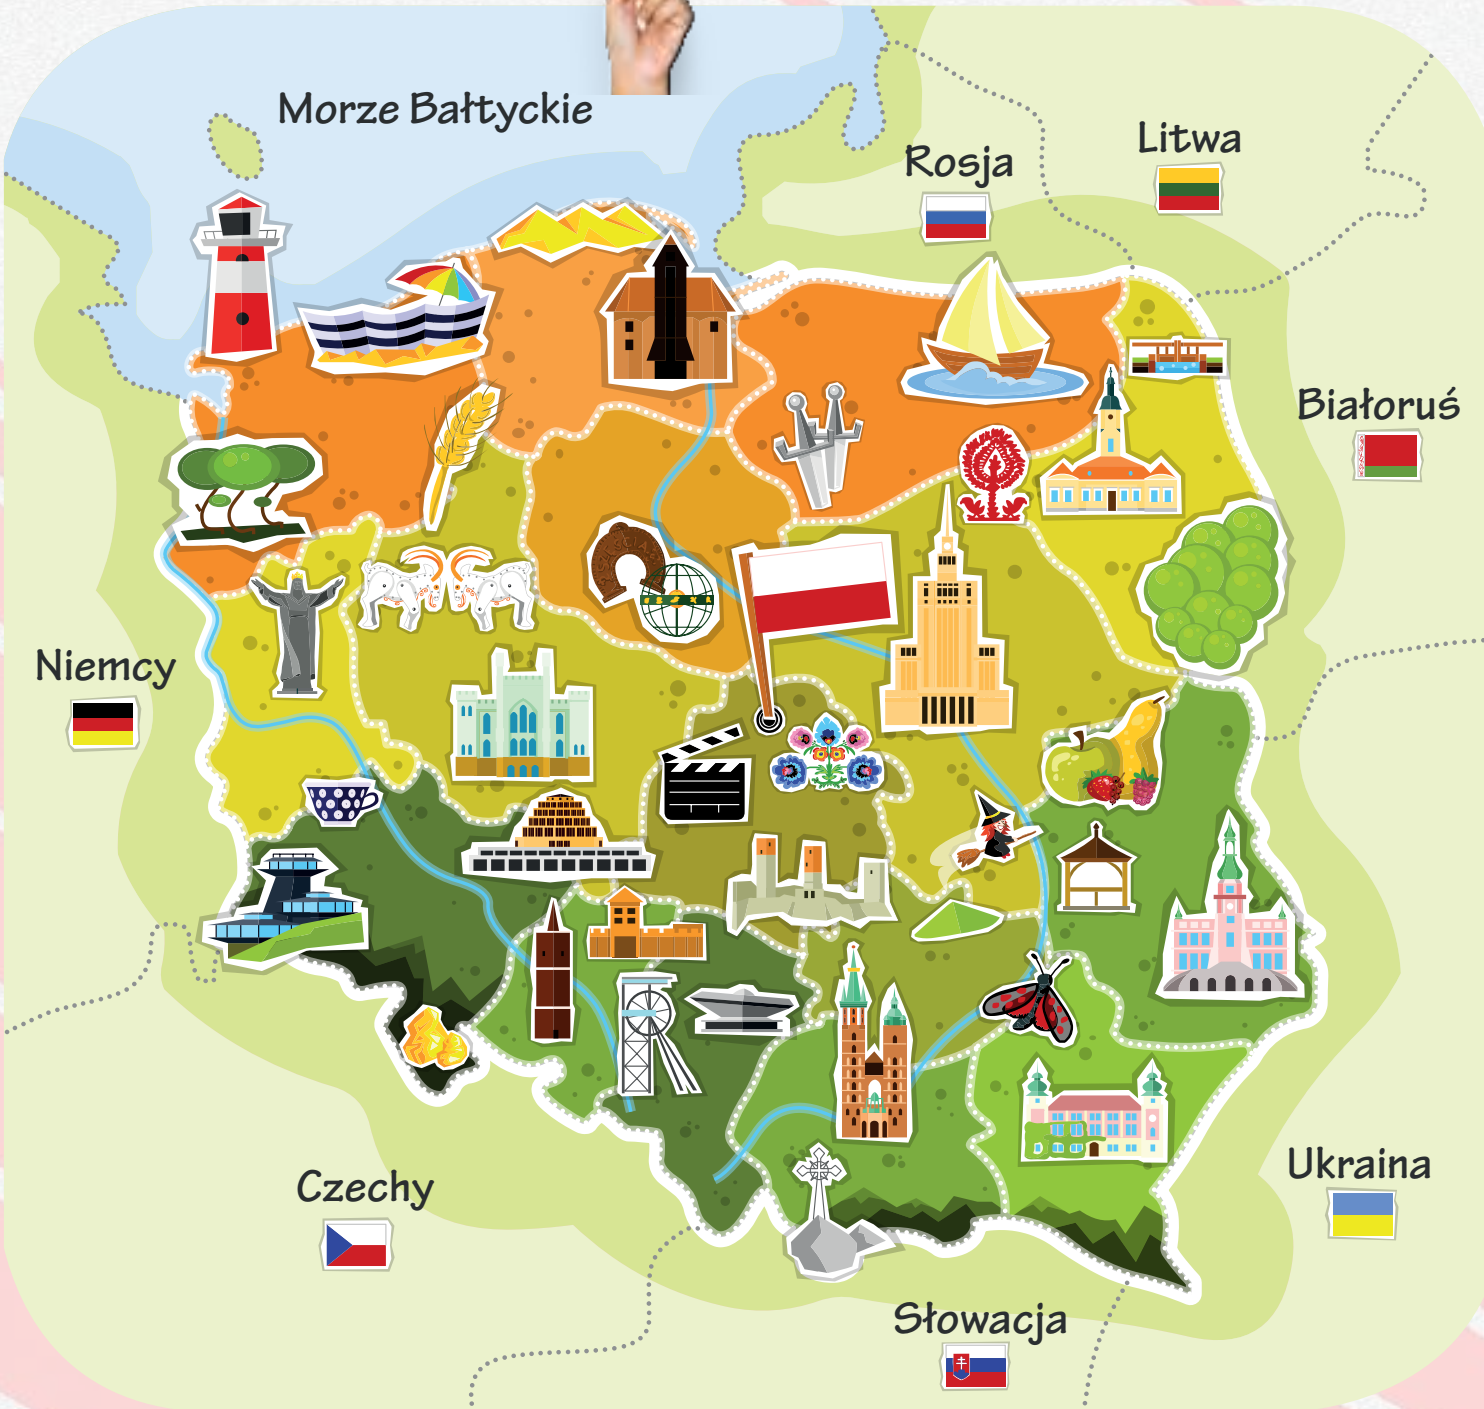 Morze Bałtyckie
Rosja
Litwa
Białoruś
Niemcy
Czechy
Ukraina
Słowacja